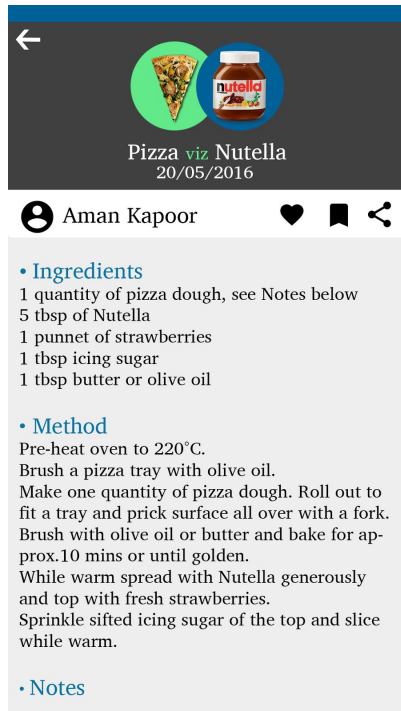 nutella
Pizza viz Nutella
20/05/2016
Aman Kapoor
• Ingredients
1 quantity of pizza dough, see Notes below
5 tbsp of Nutella
1 punnet of strawberries
1 tbsp icing sugar
1 tbsp butter or olive oil
• Method
Pre-heat oven to 220°C.
Brush a pizza tray with olive oil.
Make one quantity of pizza dough. Roll out to
fit a tray and prick surface all over with a fork.
Brush with olive oil or butter and bake for ap-
prox.10 mins or until golden.
While warm spread with Nutella generously
and top with fresh strawberries.
Sprinkle sifted icing sugar of the top and slice
while warm.
• Notes